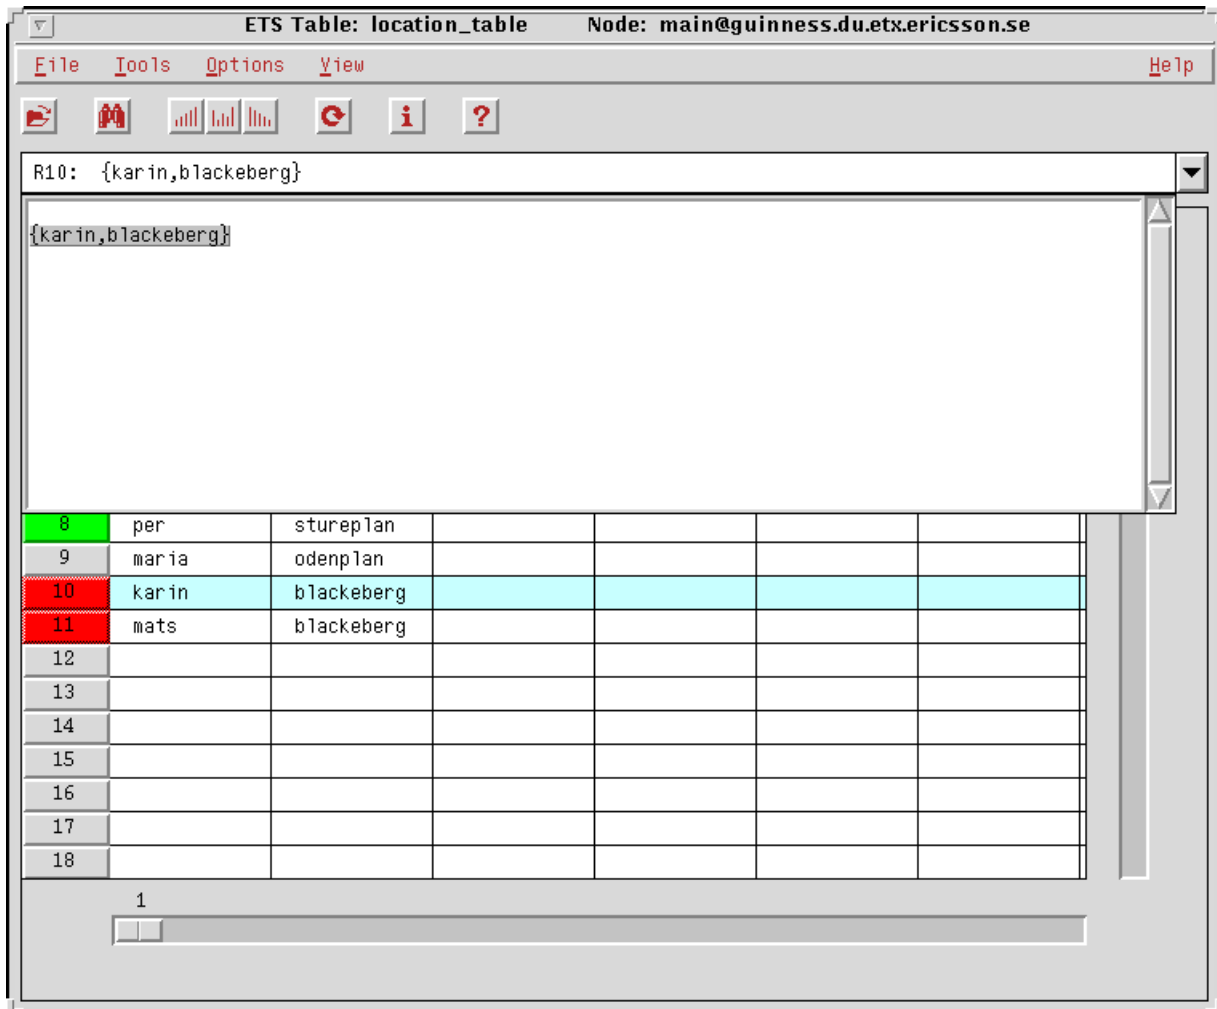 ETS Table: location_table Node: main@guinness.du.etx.ericsson.se
File Tools Options View Help
R10: {karin,blackeberg}
{karin,blackeberg}
8 per stureplan
9 maria odenplan
10 karin blackeberg
11 mats blackeberg
12
13
14
15
16
17
18
1